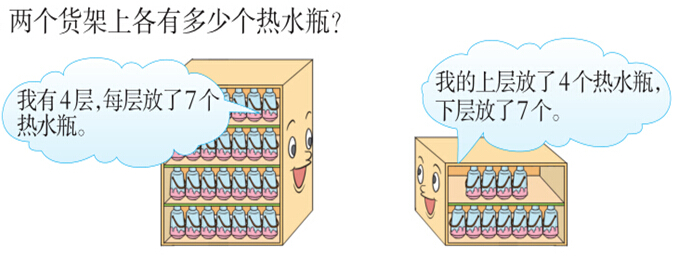 两个货架上各有多少个热水瓶?
我有4层,每层放了7个
热水瓶。
我的上层放了4个热水瓶,
下层放了7个。